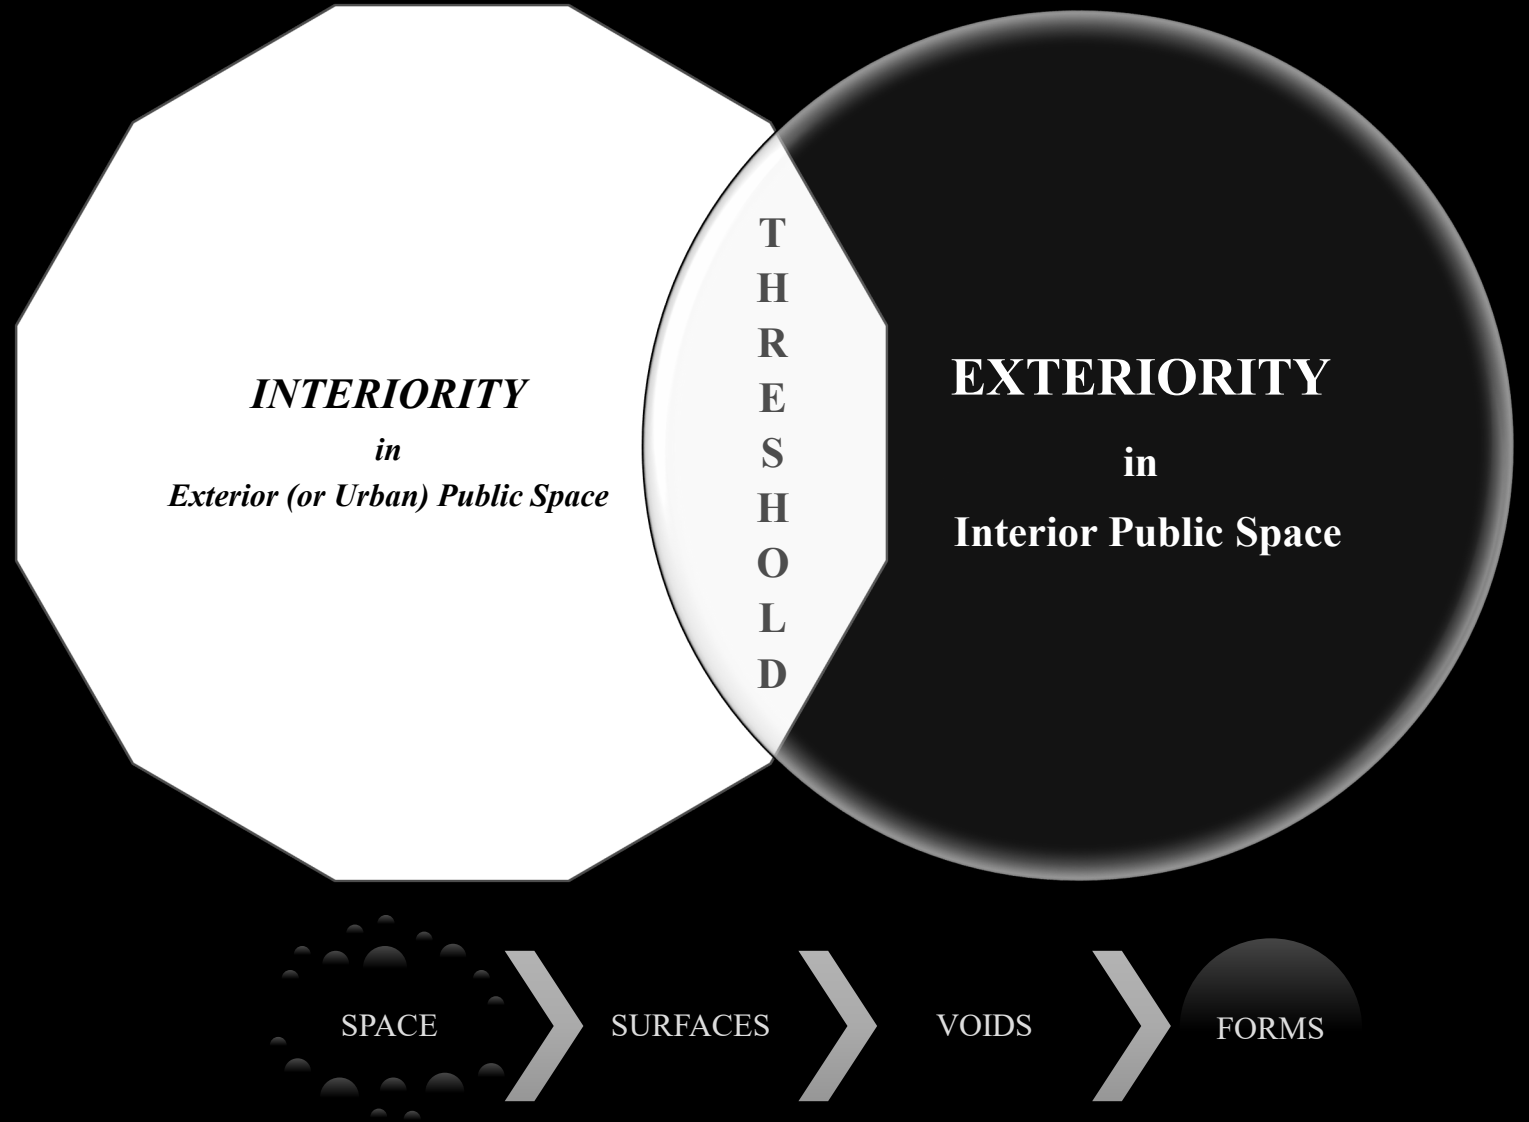 INTERIORITY
in
Exterior (or Urban) Public Space
T
H
R
E
S
H
O
L
D
EXTERIORITY
in
Interior Public Space
SPACE
SURFACES
VOIDS
FORMS